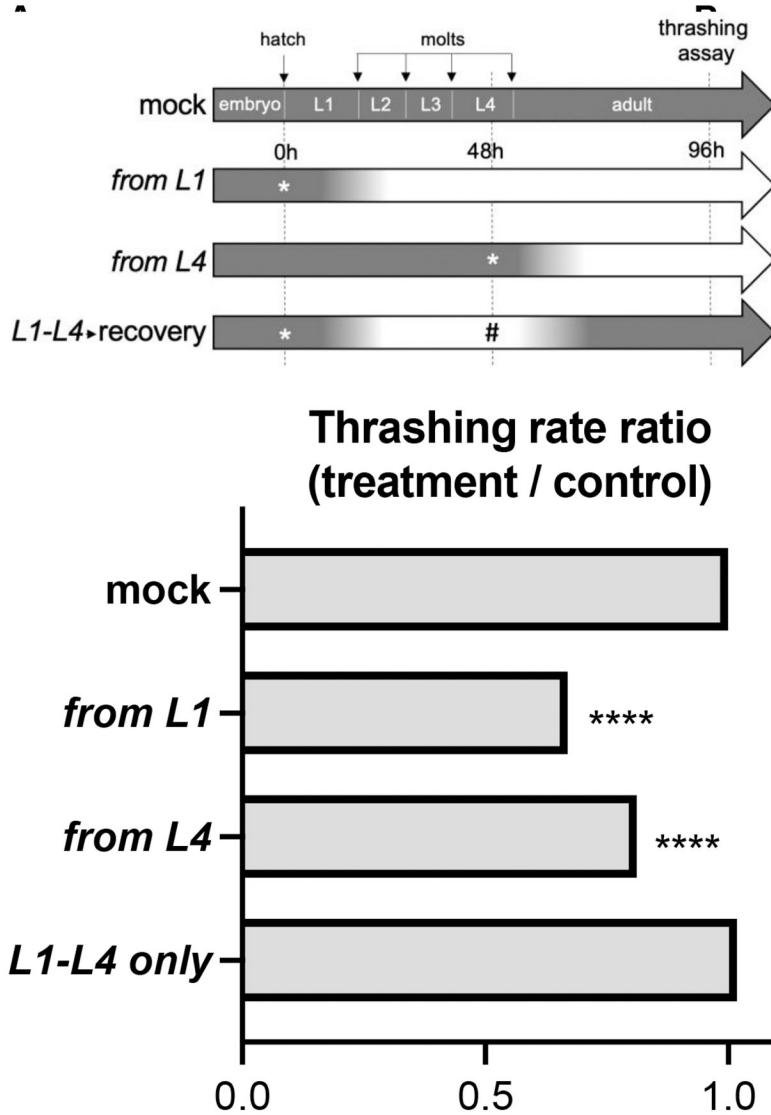 thrashing
assay
hatch molts
mock embryo L1 L2 L3 L4 adult
0h 48h 96h
from L1 *
from L4 *
L1-L4▸recovery * #
Thrashing rate ratio
(treatment / control)
mock
from L1 ****
from L4 ****
L1-L4 only
0.0 0.5 1.0